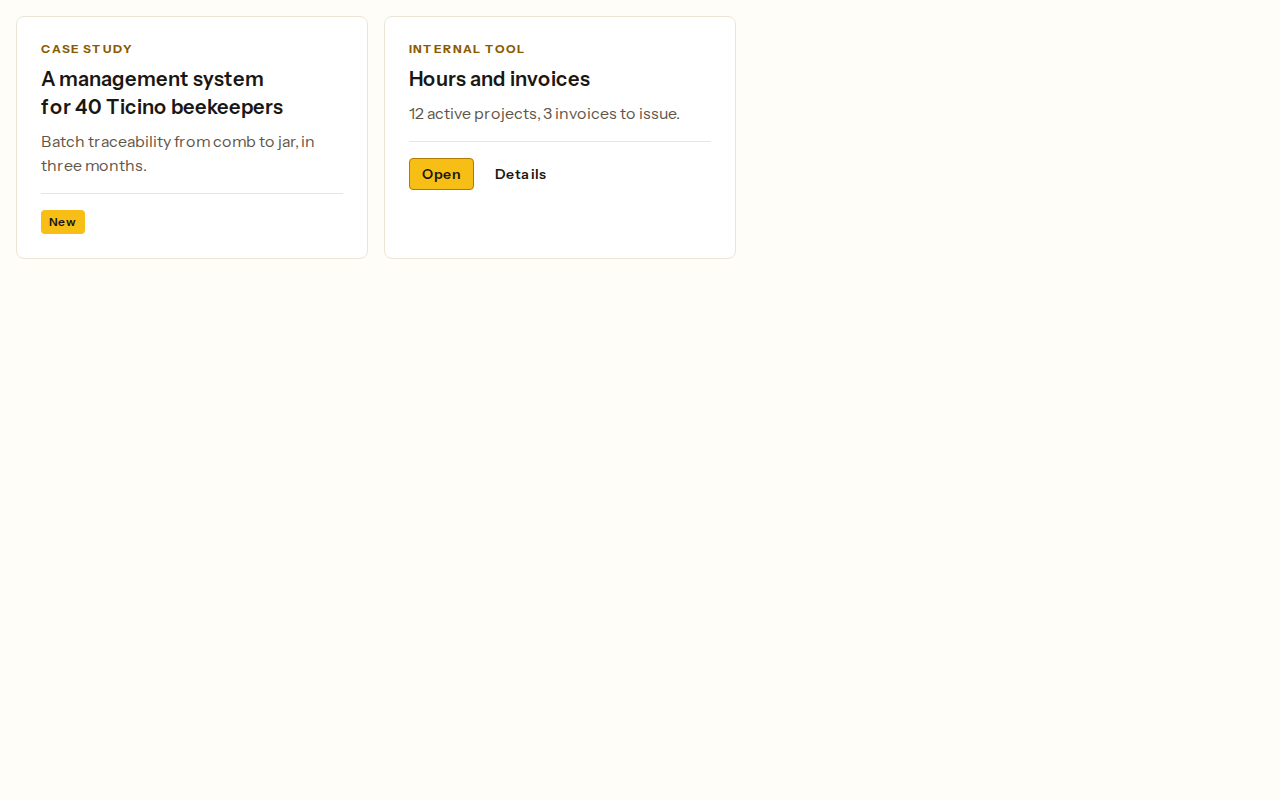 CASE STUDY
A management system
for 40 Ticino beekeepers
Batch traceability from comb to jar, in
three months.
New
INTERNAL TOOL
Hours and invoices
12 active projects, 3 invoices to issue.
Open
Details